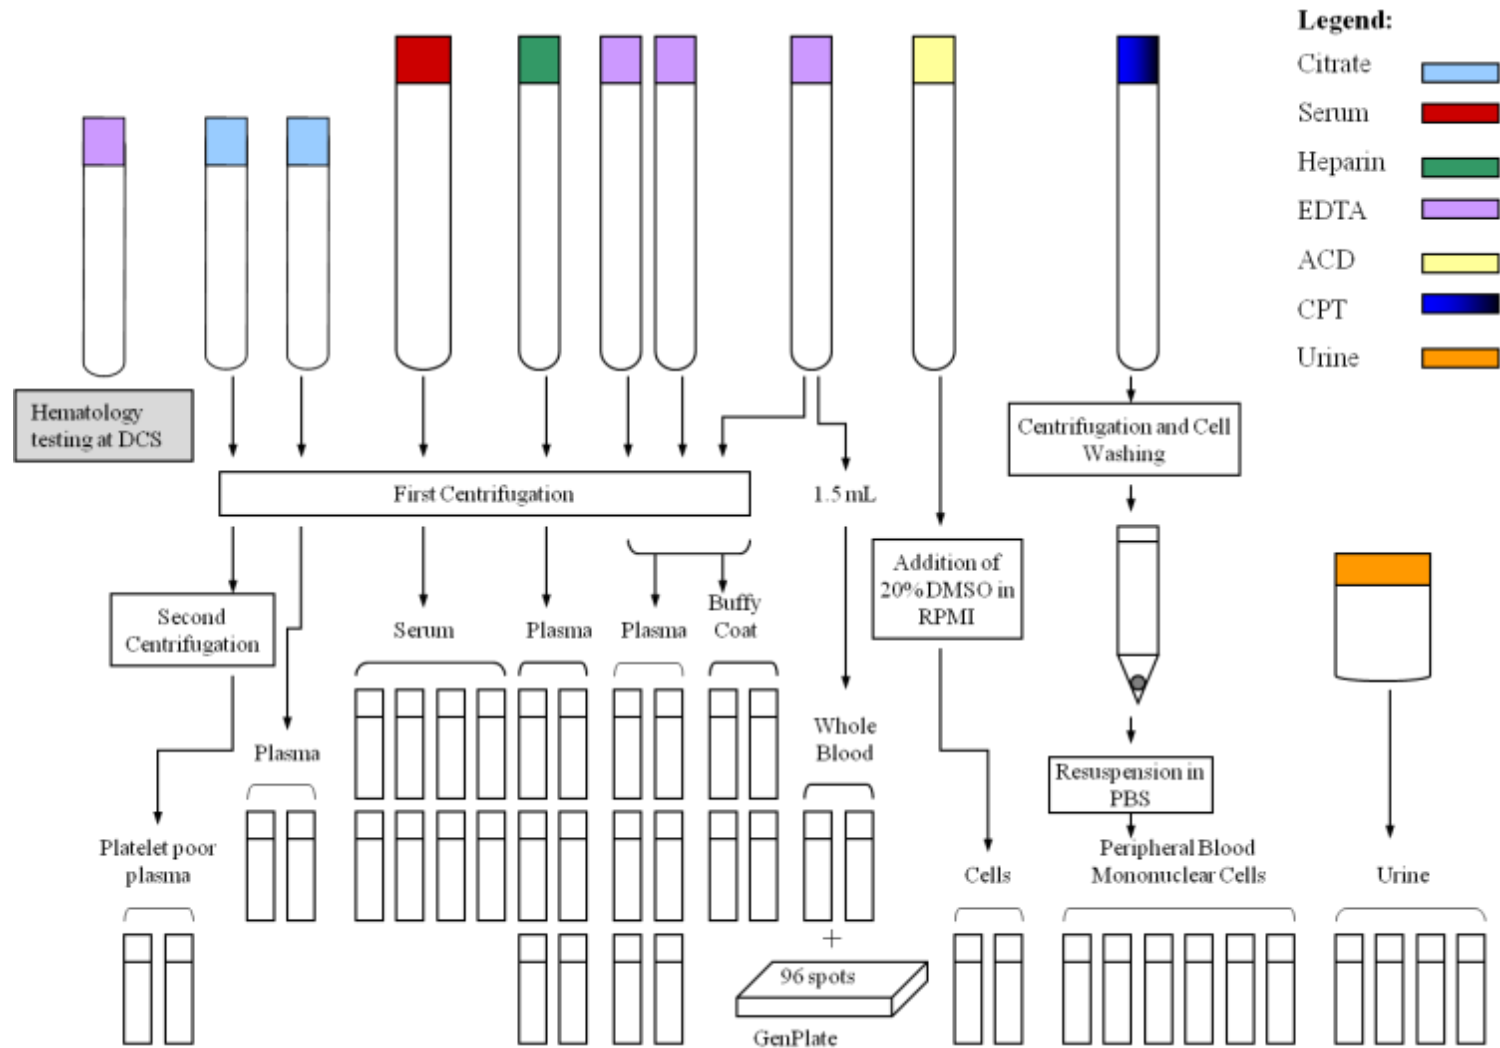 Legend:
Citrate
Serum
Heparin
EDTA
ACD
CPT
Urine
Hematology
testing at DCS
Centrifugation and Cell
Washing
First Centrifugation
1.5 mL
Addition of
20% DMSO in
RPMI
Second
Centrifugation
Serum
Plasma
Plasma
Buffy
Coat
Whole
Blood
Plasma
Resuspension in
PBS
Platelet poor
plasma
Cells
Peripheral Blood
Mononuclear Cells
Urine
+
96 spots
GenPlate